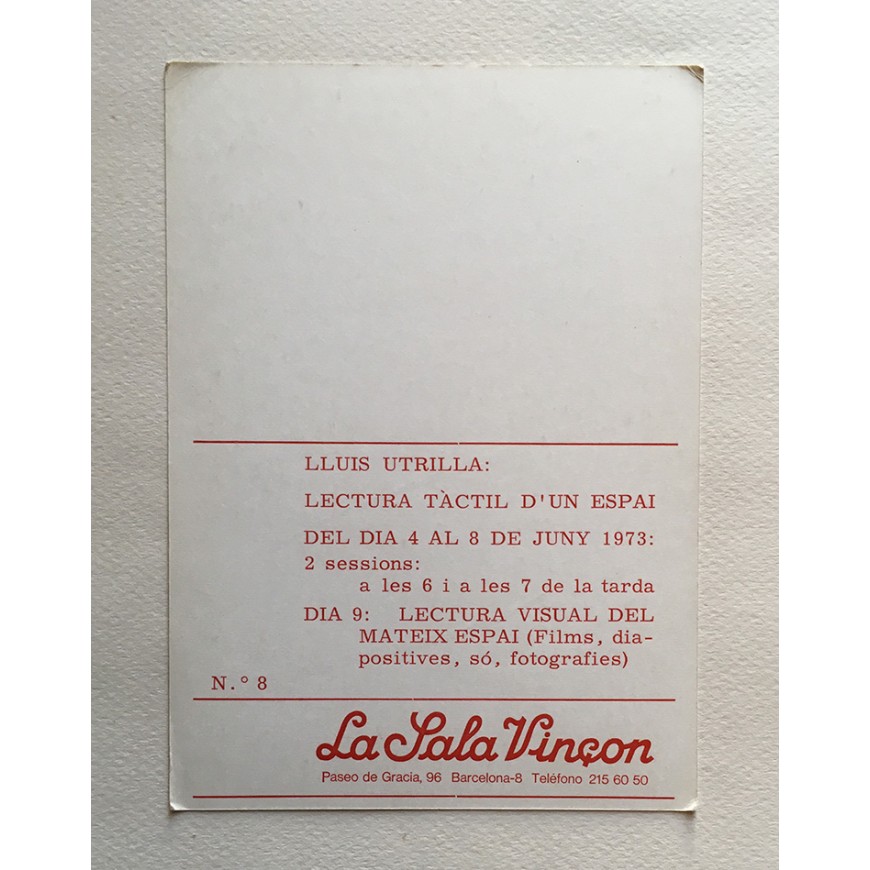 LLUIS UTRILLA:
LECTURA TÀCTIL D'UN ESPAI
DEL DIA 4 AL 8 DE JUNY 1973:
2 sessions:
a les 6 i a les 7 de la tarda
DIA 9: LECTURA VISUAL DEL
MATEIX ESPAI (Films, dia-
positives, só, fotografies)
N.º 8
La Sala Vinçon
Paseo de Gracia, 96 Barcelona-8 Teléfono 215 60 50